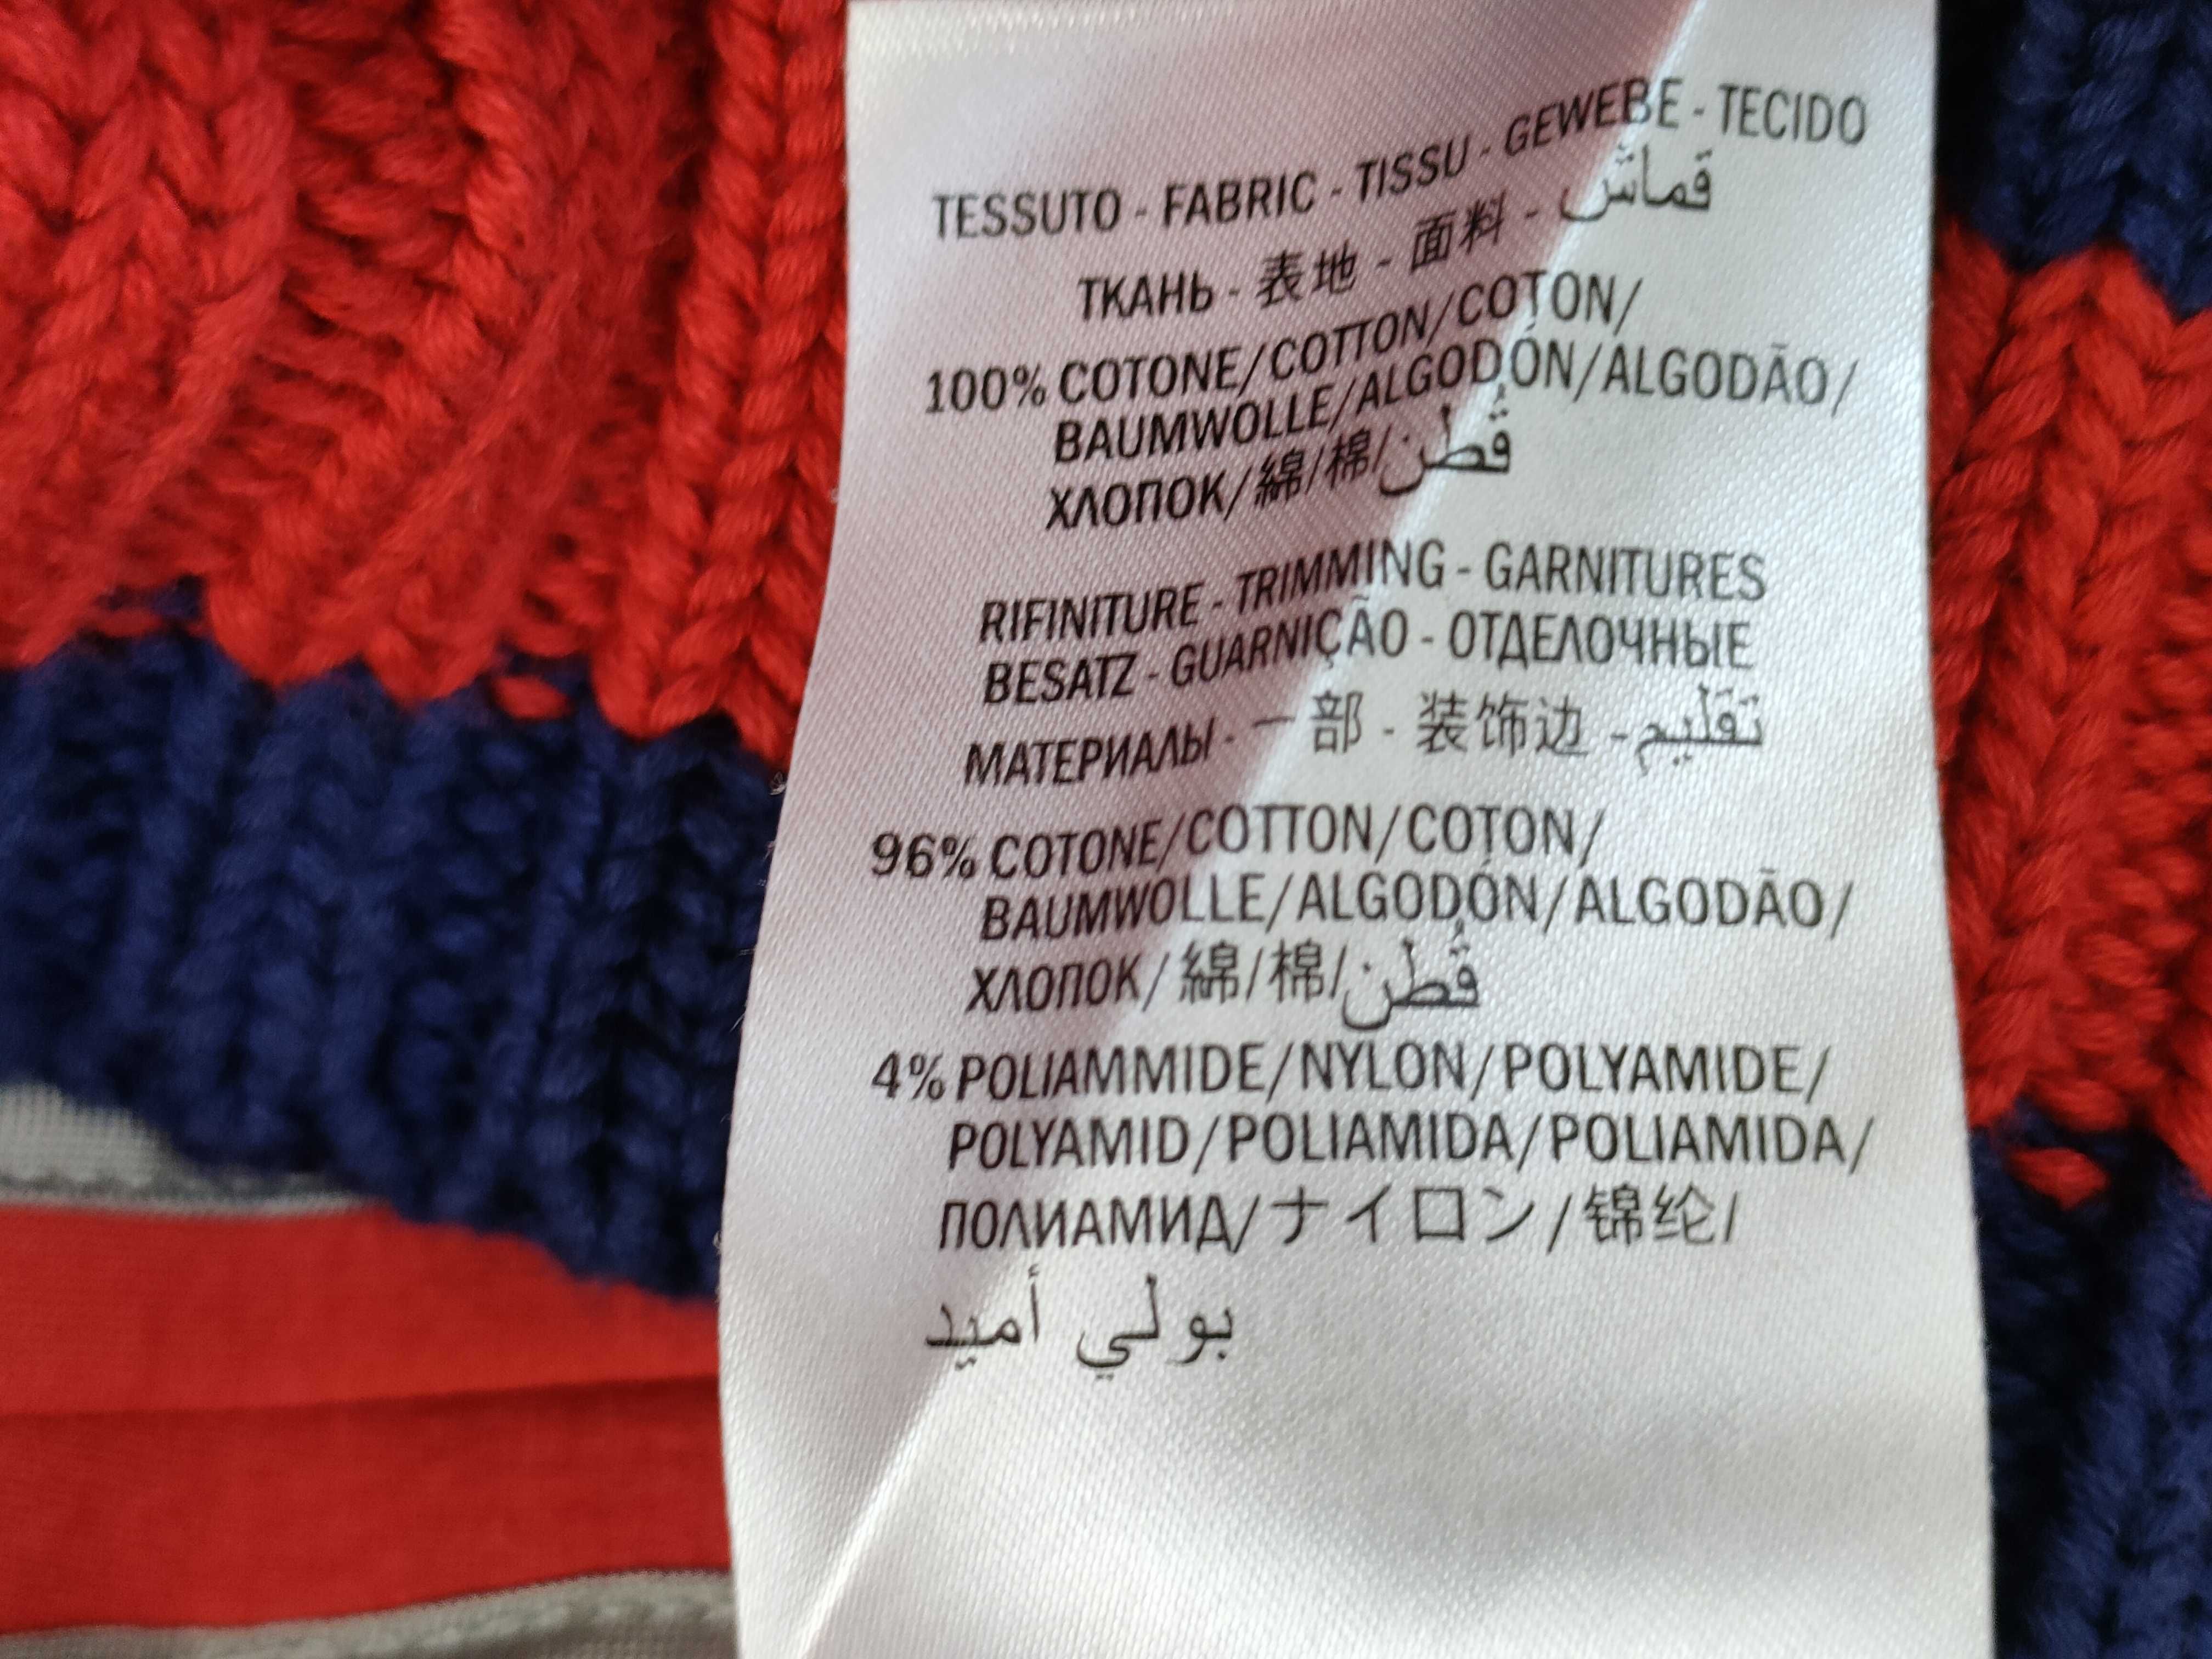 TESSUTO - FABRIC - TISSU - GEWEBE - TECIDO
ТКАНЬ - 表地 - 面料 - قماش
100% COTONE/COTTON/COTON/
BAUMWOLLE/ALGODÓN/ALGODÃO/
ХЛОПОК/綿/棉/قُطن
RIFINITURE - TRIMMING - GARNITURES
BESATZ - GUARNIÇÃO - ОТДЕЛОЧНЫЕ
МАТЕРИАЛЫ - 一部 - 装饰边 - تقليم
96% COTONE/COTTON/COTON/
BAUMWOLLE/ALGODÓN/ALGODÃO/
ХЛОПОК/綿/棉/قُطن
4% POLIAMMIDE/NYLON/POLYAMIDE/
POLYAMID/POLIAMIDA/POLIAMIDA/
ПОЛИАМИД/ナイロン/锦纶/
بولي أميد